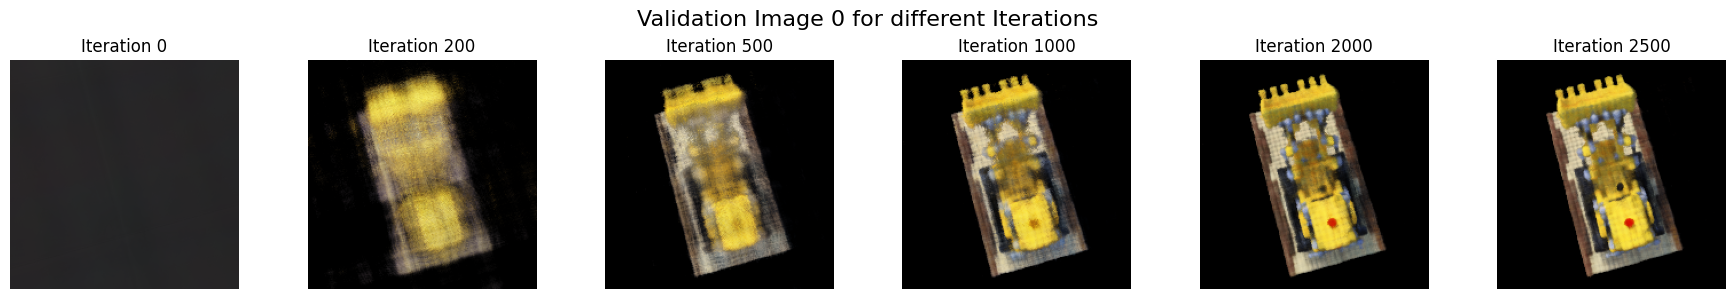 Validation Image 0 for different Iterations
Iteration 0
Iteration 200
Iteration 500
Iteration 1000
Iteration 2000
Iteration 2500